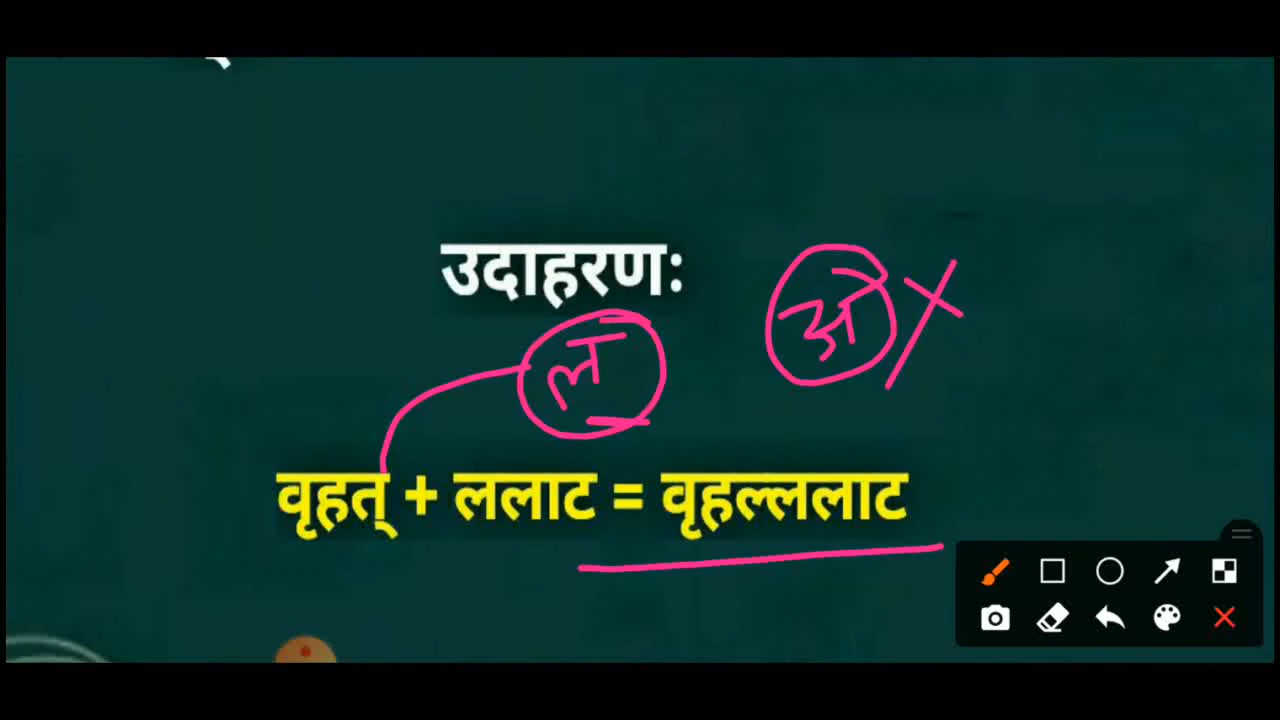 उदाहरणः
ल
वृहत् + ललाट = वृहल्ललाट